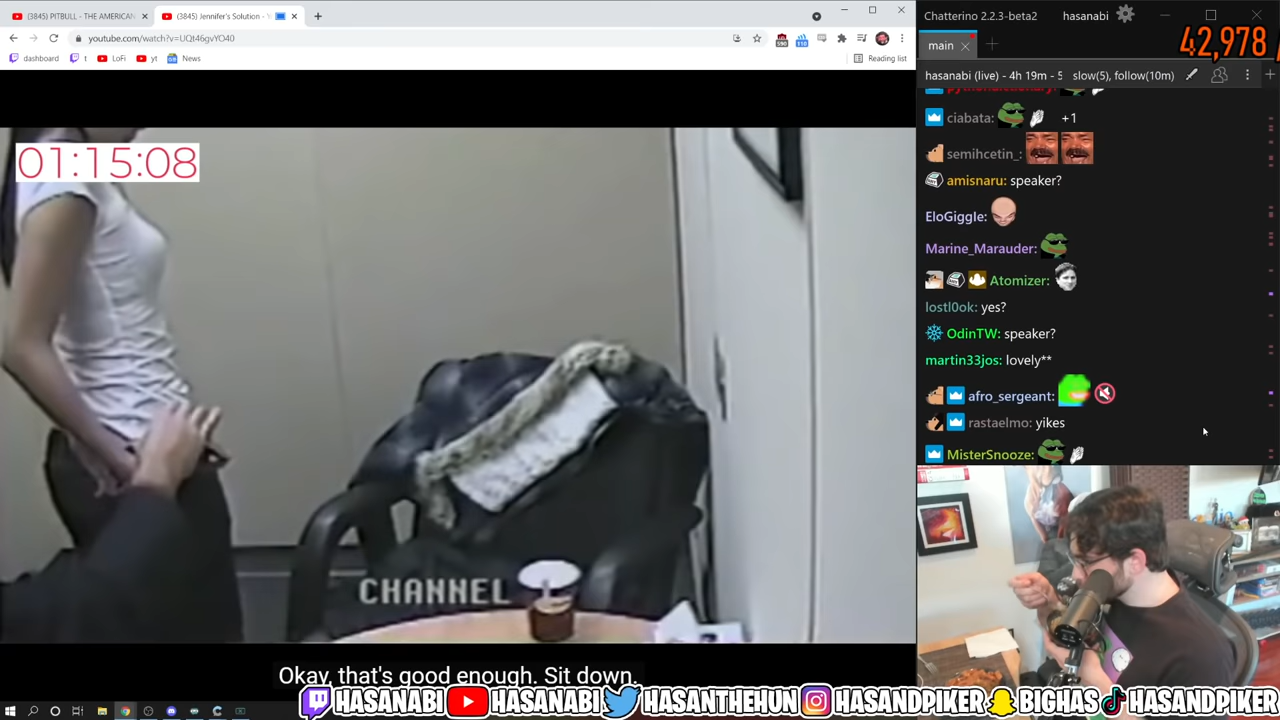 (3845) PITBULL - THE AMERICAN
(3845) Jennifer's Solution -
youtube.com/watch?v=UQt46gvYO40
dashboard
t
LoFi
yt
News
Reading list
01:15:08
CHANNEL
Okay, that's good enough. Sit down.
Chatterino 2.2.3-beta2
hasanabi
main
42,978
hasanabi (live) - 4h 19m - 5
slow(5), follow(10m)
ciabata: +1
semihcetin_:
amisnaru: speaker?
EloGiggle:
Marine_Marauder:
Atomizer:
lostl0ok: yes?
OdinTW: speaker?
martin33jos: lovely**
afro_sergeant:
rastaelmo: yikes
MisterSnooze:
HASANABI HASANABI HASANTHEHUN HASANDPIKER BIGHAS HASANDPIKER